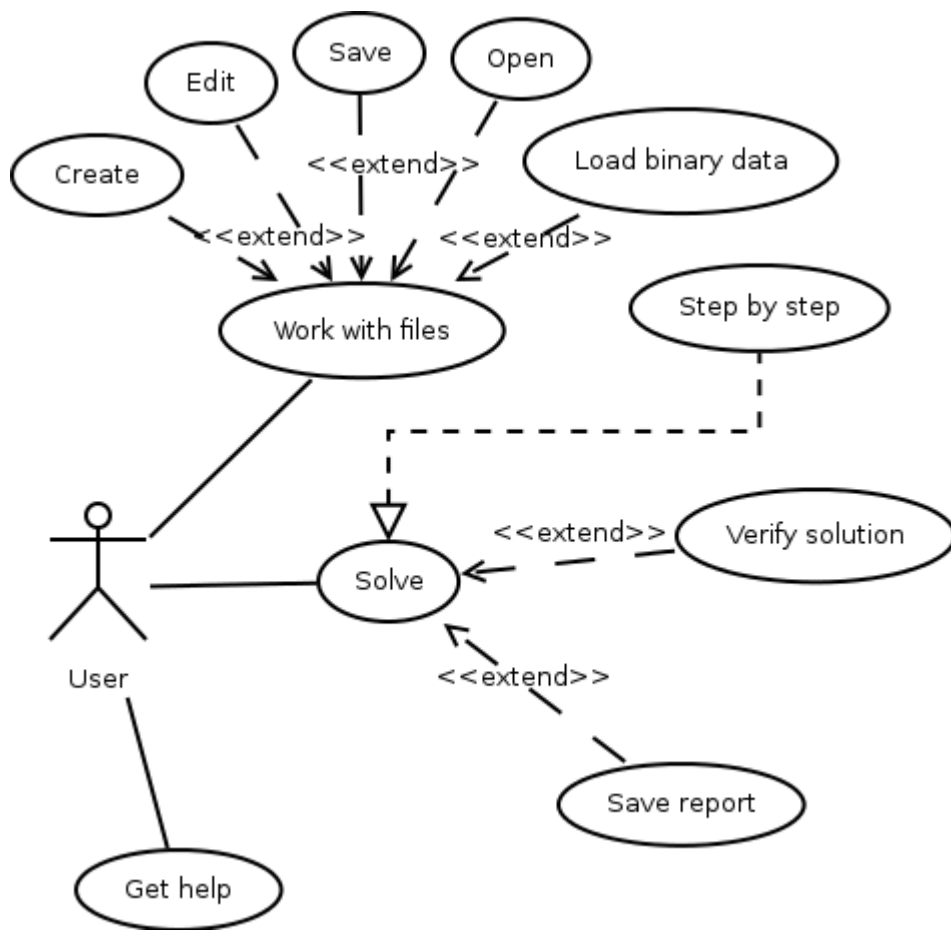 Save
Open
Edit
Load binary data
<<extend>>
Create
<<extend>>
<<extend>>
Step by step
Work with files
<<extend>>
Verify solution
Solve
<<extend>>
User
Save report
Get help